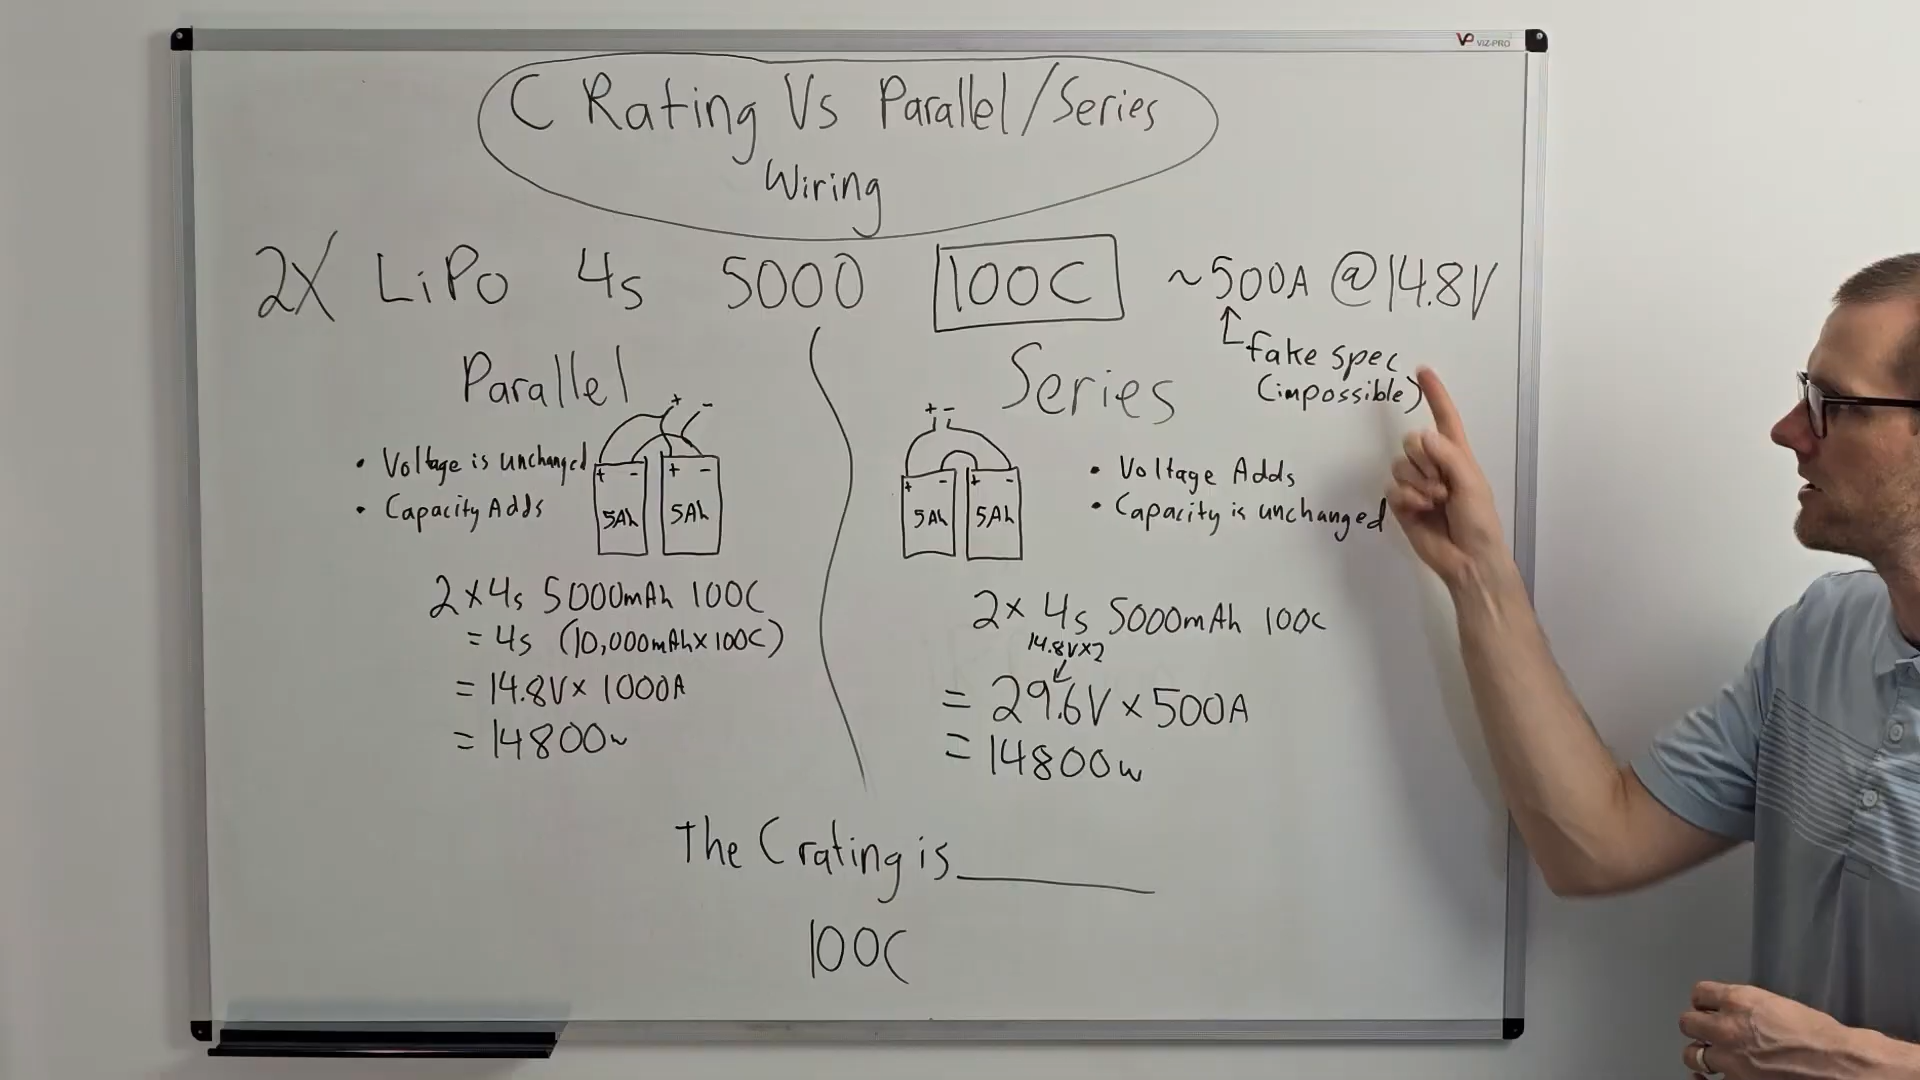 VIZ-PRO
C Rating Vs Parallel/Series
Wiring
2X LiPo 4s 5000 100C ~500A @14.8V
fake spec
(impossible)
Parallel
+ -
• Voltage is unchanged
• Capacity Adds
+ - + -
5Ah 5Ah
2x4s 5000mAh 100C
= 4s (10,000mAh x 100C)
= 14.8V x 1000A
= 14800w
Series
+ -
+ - + -
5Ah 5Ah
• Voltage Adds
• Capacity is unchanged
2x 4s 5000mAh 100C
14.8Vx2
= 29.6V x 500A
= 14800w
The C rating is ______
100C